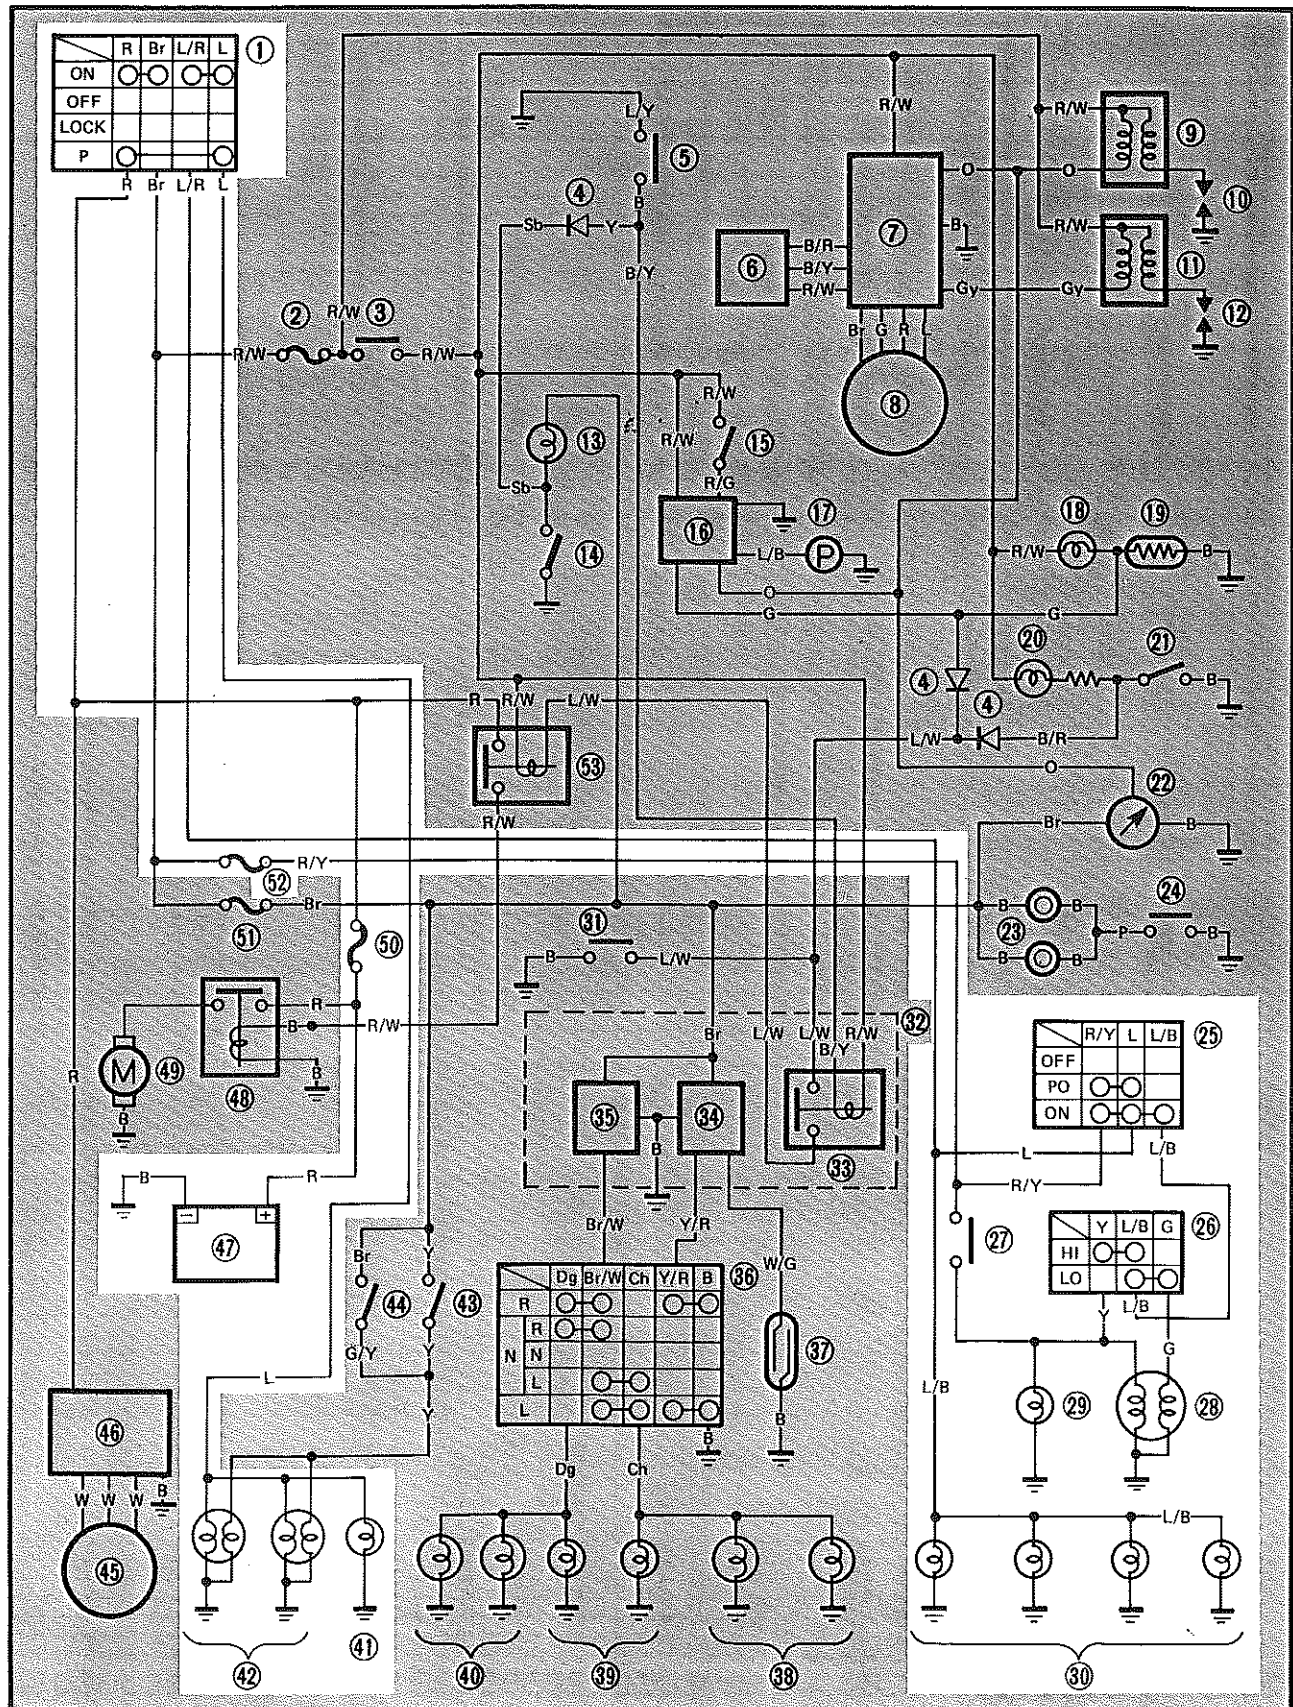 R Br L/R L ①
ON
OFF
LOCK
P
R Br L/R L
L/Y
⑤
B
④
Sb Y
B/Y
R/W
R/W ⑨
O O
⑩
⑦
B
R/W
⑥ B/R
B/Y
R/W
Gy Gy ⑪
⑫
Br G R L
⑧
R/W
② ③
R/W R/W
R/W
⑬ R/W ⑮
R/G
Sb
⑭
⑯ ⑰
L/B P
O
G G
⑱ ⑲
R/W B
⑳ ㉑
B
④ ④
L/W B/R
R R/W L/W
㊾
R/W
O
㉒
Br B
R/Y
52
Br
51
50
㉛
B L/W
B B
㉓ P B
B B
㉔
R
B R/W
B
48
M 49
B
R
Br L/W L/W B/Y R/W ㉜
35 34
B
33
R/Y L L/B ㉕
OFF
PO
ON
L L/B
R/Y
Y L/B G ㉖
HI
LO
㉗
Y L/B
G
B R
- +
47
Br/W Y/R
W/G
Br Y
44 43
G/Y Y
Y
Dg Br/W Ch Y/R B 36
R
R
N N
L
L
B
37
B
Dg Ch
L
L/B
29 28
46
W W W B
45
L/B
42 41 40 39 38 30